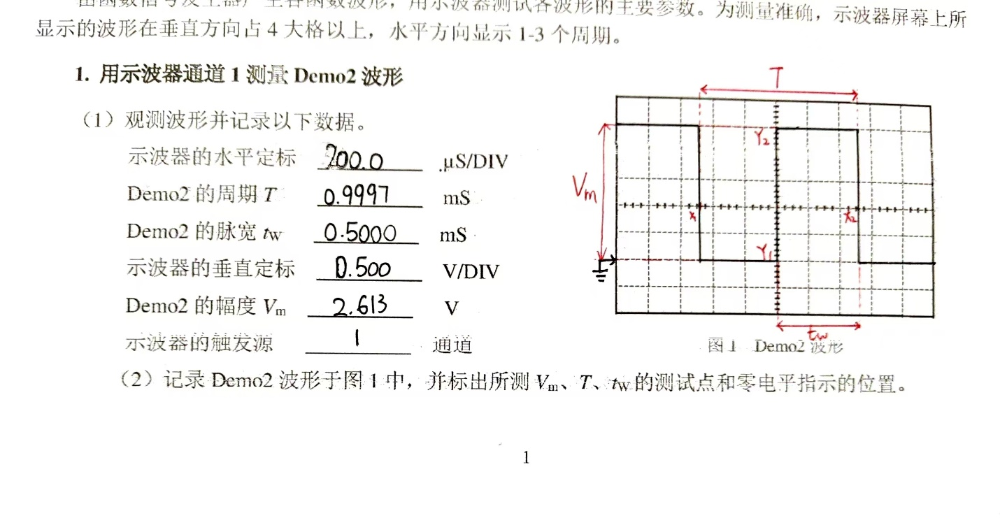 由函数信号发生器产生各函数波形，用示波器测试各波形的主要参数。为测量准确，示波器屏幕上所
显示的波形在垂直方向占 4 大格以上，水平方向显示 1-3 个周期。
1. 用示波器通道 1 测量 Demo2 波形
（1）观测波形并记录以下数据。
示波器的水平定标 200.0 μS/DIV
Demo2 的周期 T 0.9997 mS
Demo2 的脉宽 tw 0.5000 mS
示波器的垂直定标 0.500 V/DIV
Demo2 的幅度 Vm 2.613 V
示波器的触发源 1 通道
T
Y2
Vm
X1
X2
Y1
tw
图 1 Demo2 波形
（2）记录 Demo2 波形于图 1 中，并标出所测 Vm、T、tw 的测试点和零电平指示的位置。
1